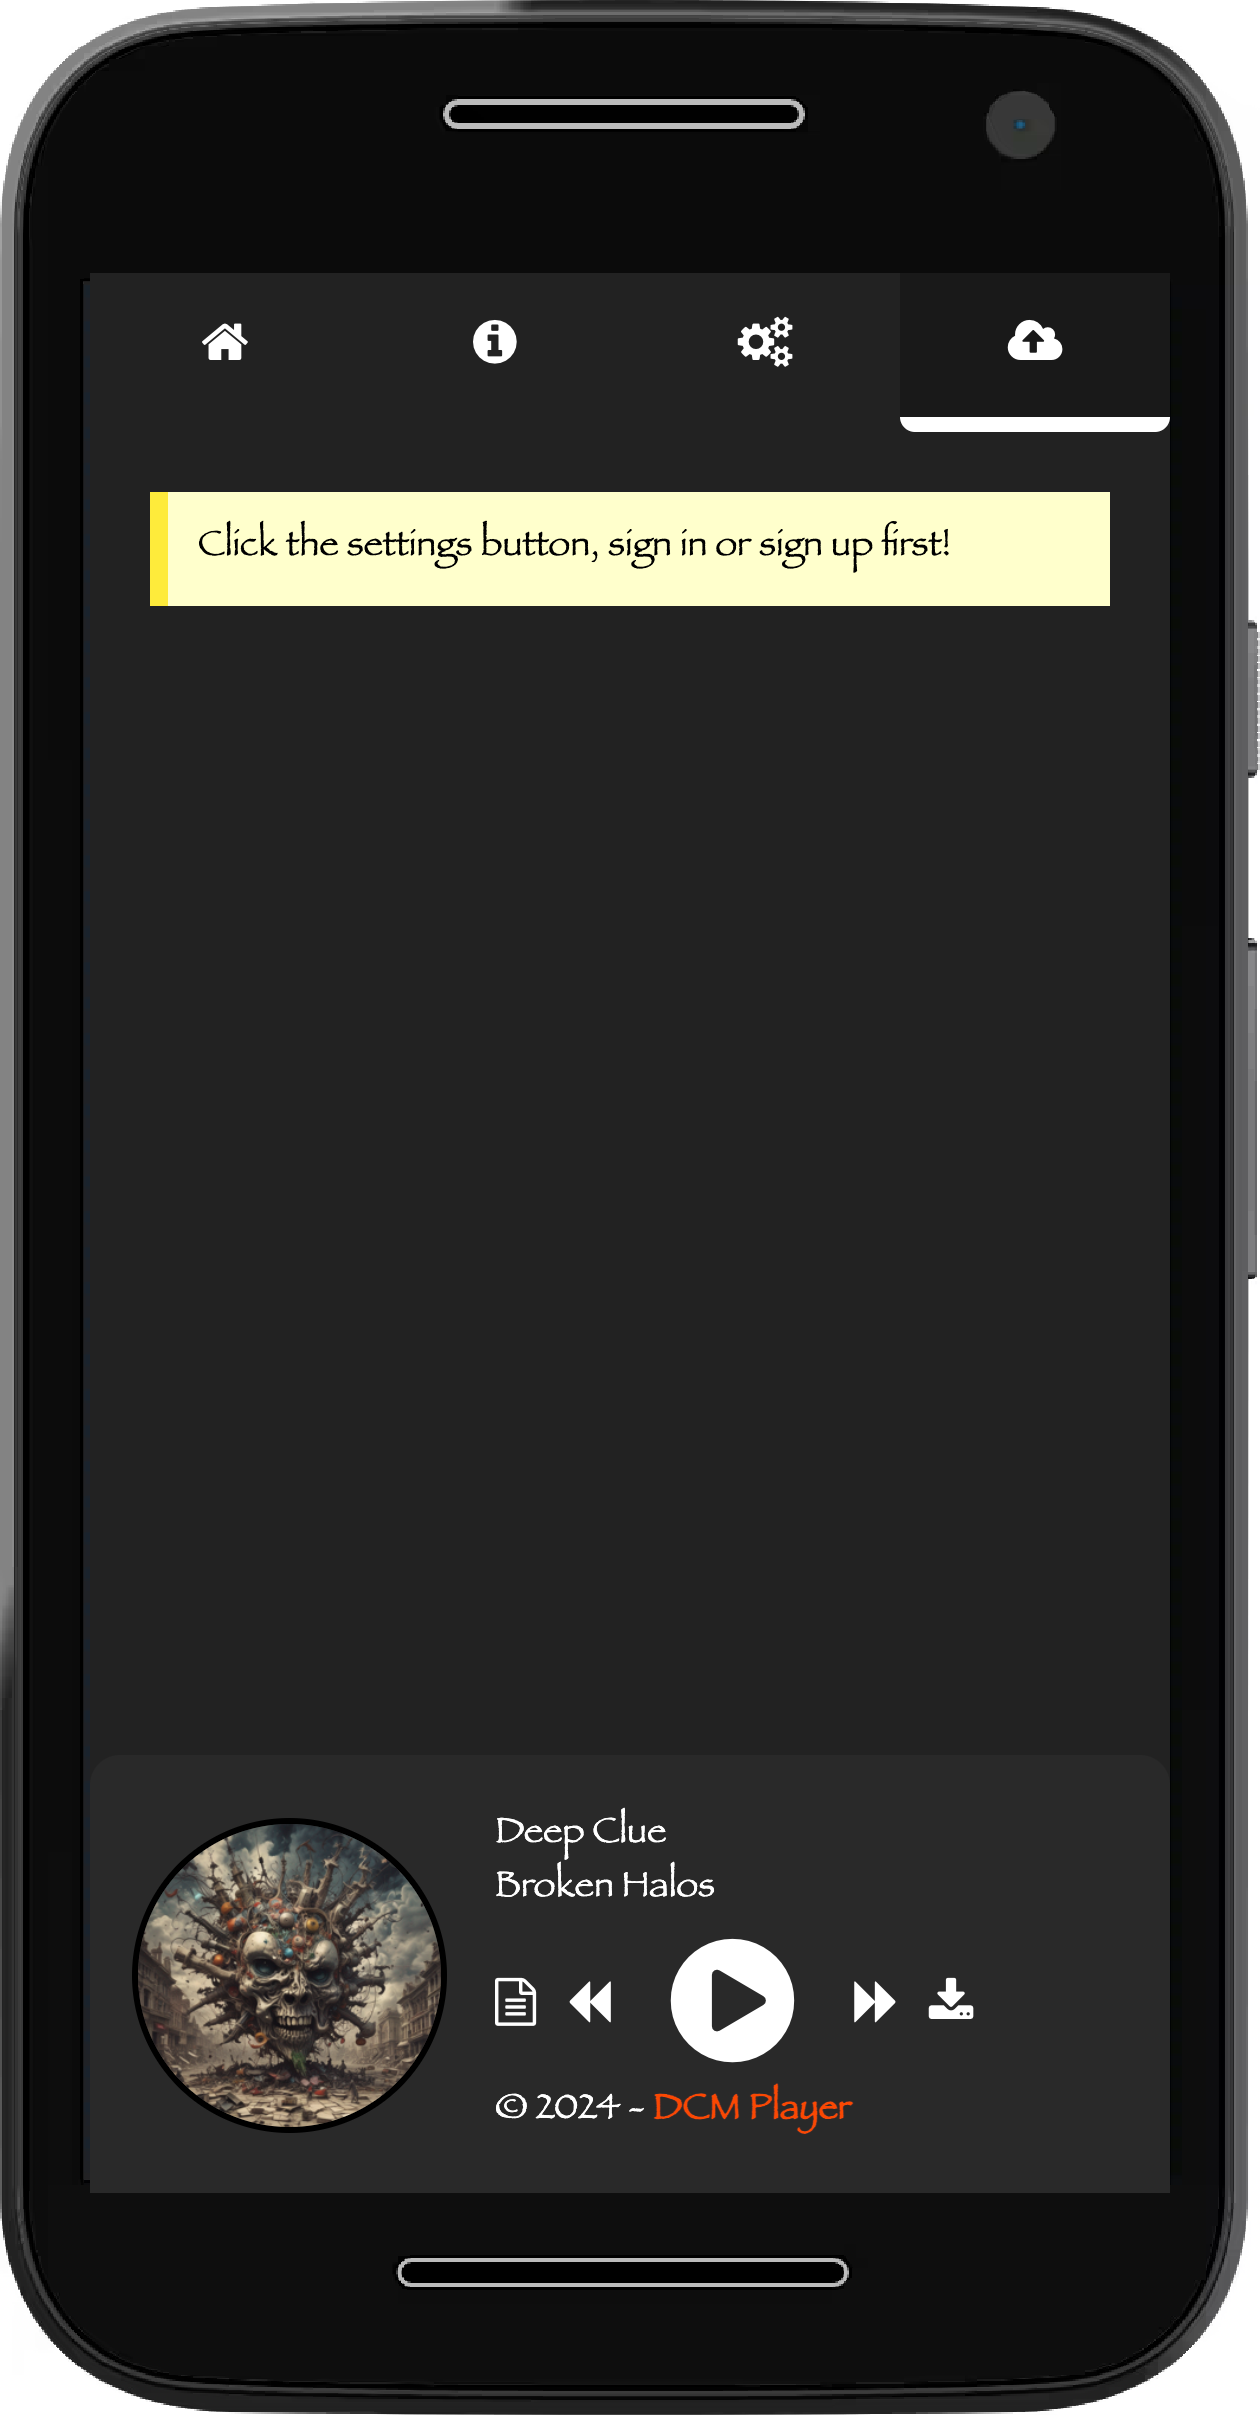 Click the settings button, sign in or sign up first!
Deep Clue
Broken Halos
© 2024 - DCM Player